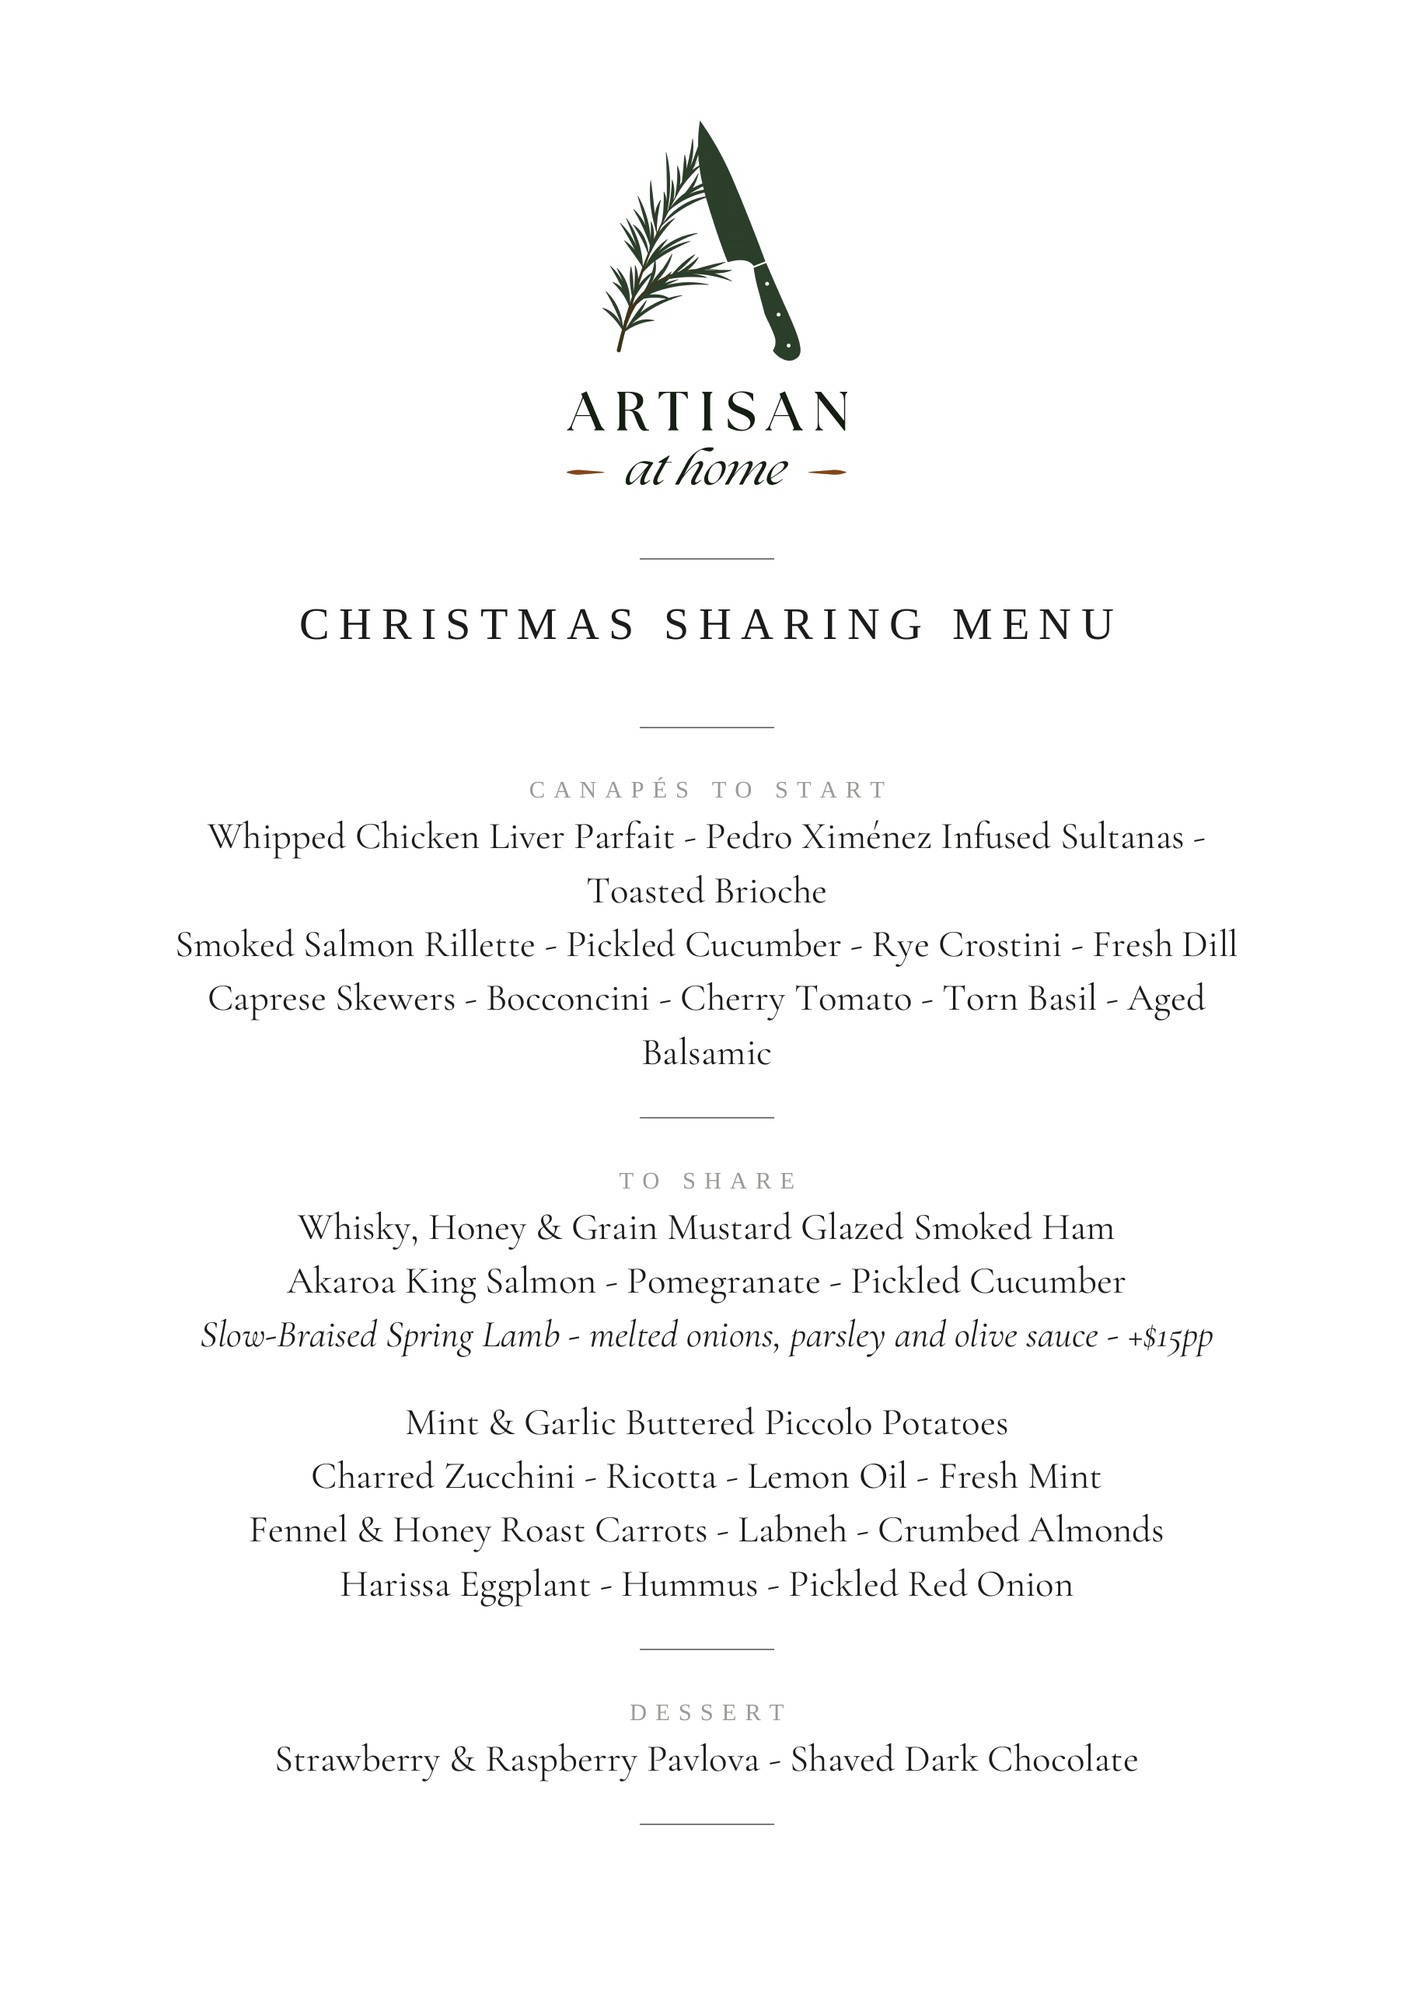 ARTISAN
at home
CHRISTMAS SHARING MENU
CANAPÉS TO START
Whipped Chicken Liver Parfait - Pedro Ximénez Infused Sultanas -
Toasted Brioche
Smoked Salmon Rillette - Pickled Cucumber - Rye Crostini - Fresh Dill
Caprese Skewers - Bocconcini - Cherry Tomato - Torn Basil - Aged
Balsamic
TO SHARE
Whisky, Honey & Grain Mustard Glazed Smoked Ham
Akaroa King Salmon - Pomegranate - Pickled Cucumber
Slow-Braised Spring Lamb - melted onions, parsley and olive sauce - +$15pp
Mint & Garlic Buttered Piccolo Potatoes
Charred Zucchini - Ricotta - Lemon Oil - Fresh Mint
Fennel & Honey Roast Carrots - Labneh - Crumbed Almonds
Harissa Eggplant - Hummus - Pickled Red Onion
DESSERT
Strawberry & Raspberry Pavlova - Shaved Dark Chocolate